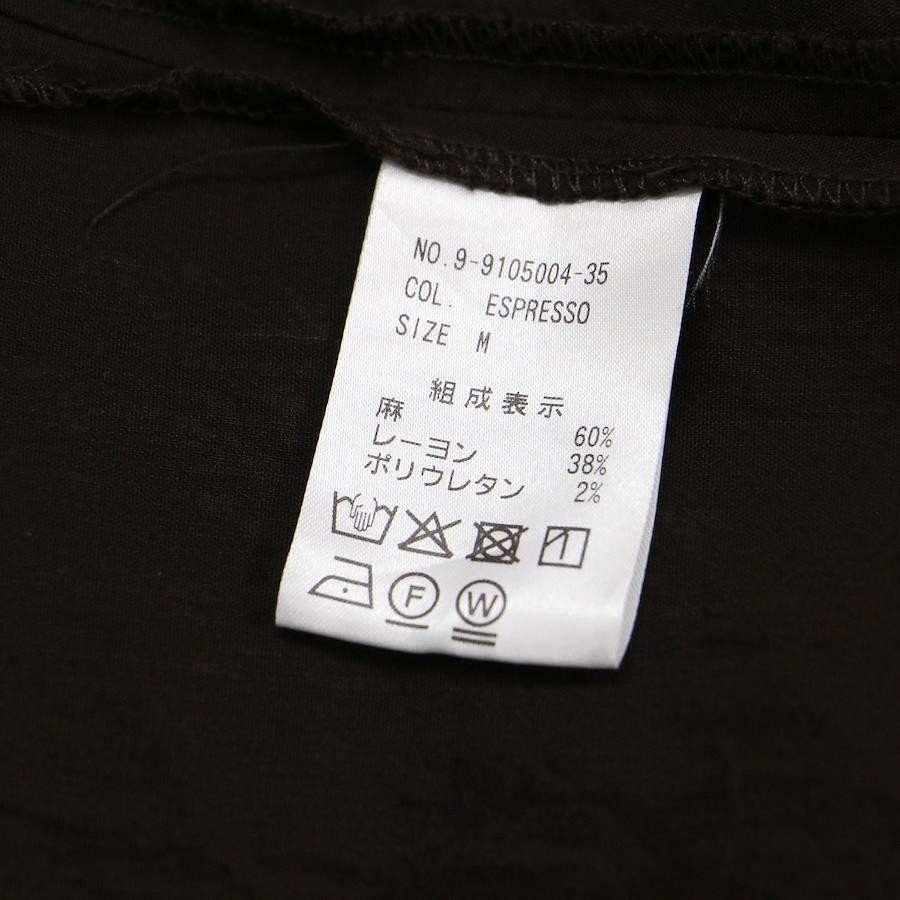 NO.9-9105004-35
COL. ESPRESSO
SIZE M
組成表示
麻 60%
レーヨン 38%
ポリウレタン 2%
F W